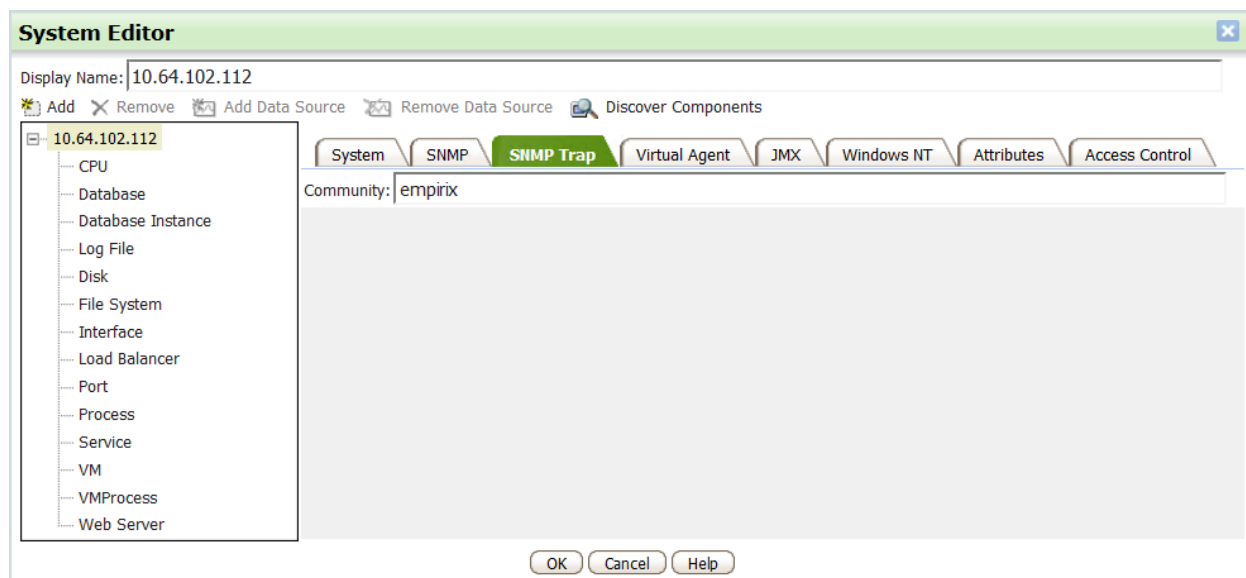 System Editor
Display Name: 10.64.102.112
Add Remove Add Data Source Remove Data Source Discover Components
10.64.102.112
CPU
Database
Database Instance
Log File
Disk
File System
Interface
Load Balancer
Port
Process
Service
VM
VMProcess
Web Server
System SNMP SNMP Trap Virtual Agent JMX Windows NT Attributes Access Control
Community: empirix
OK Cancel Help